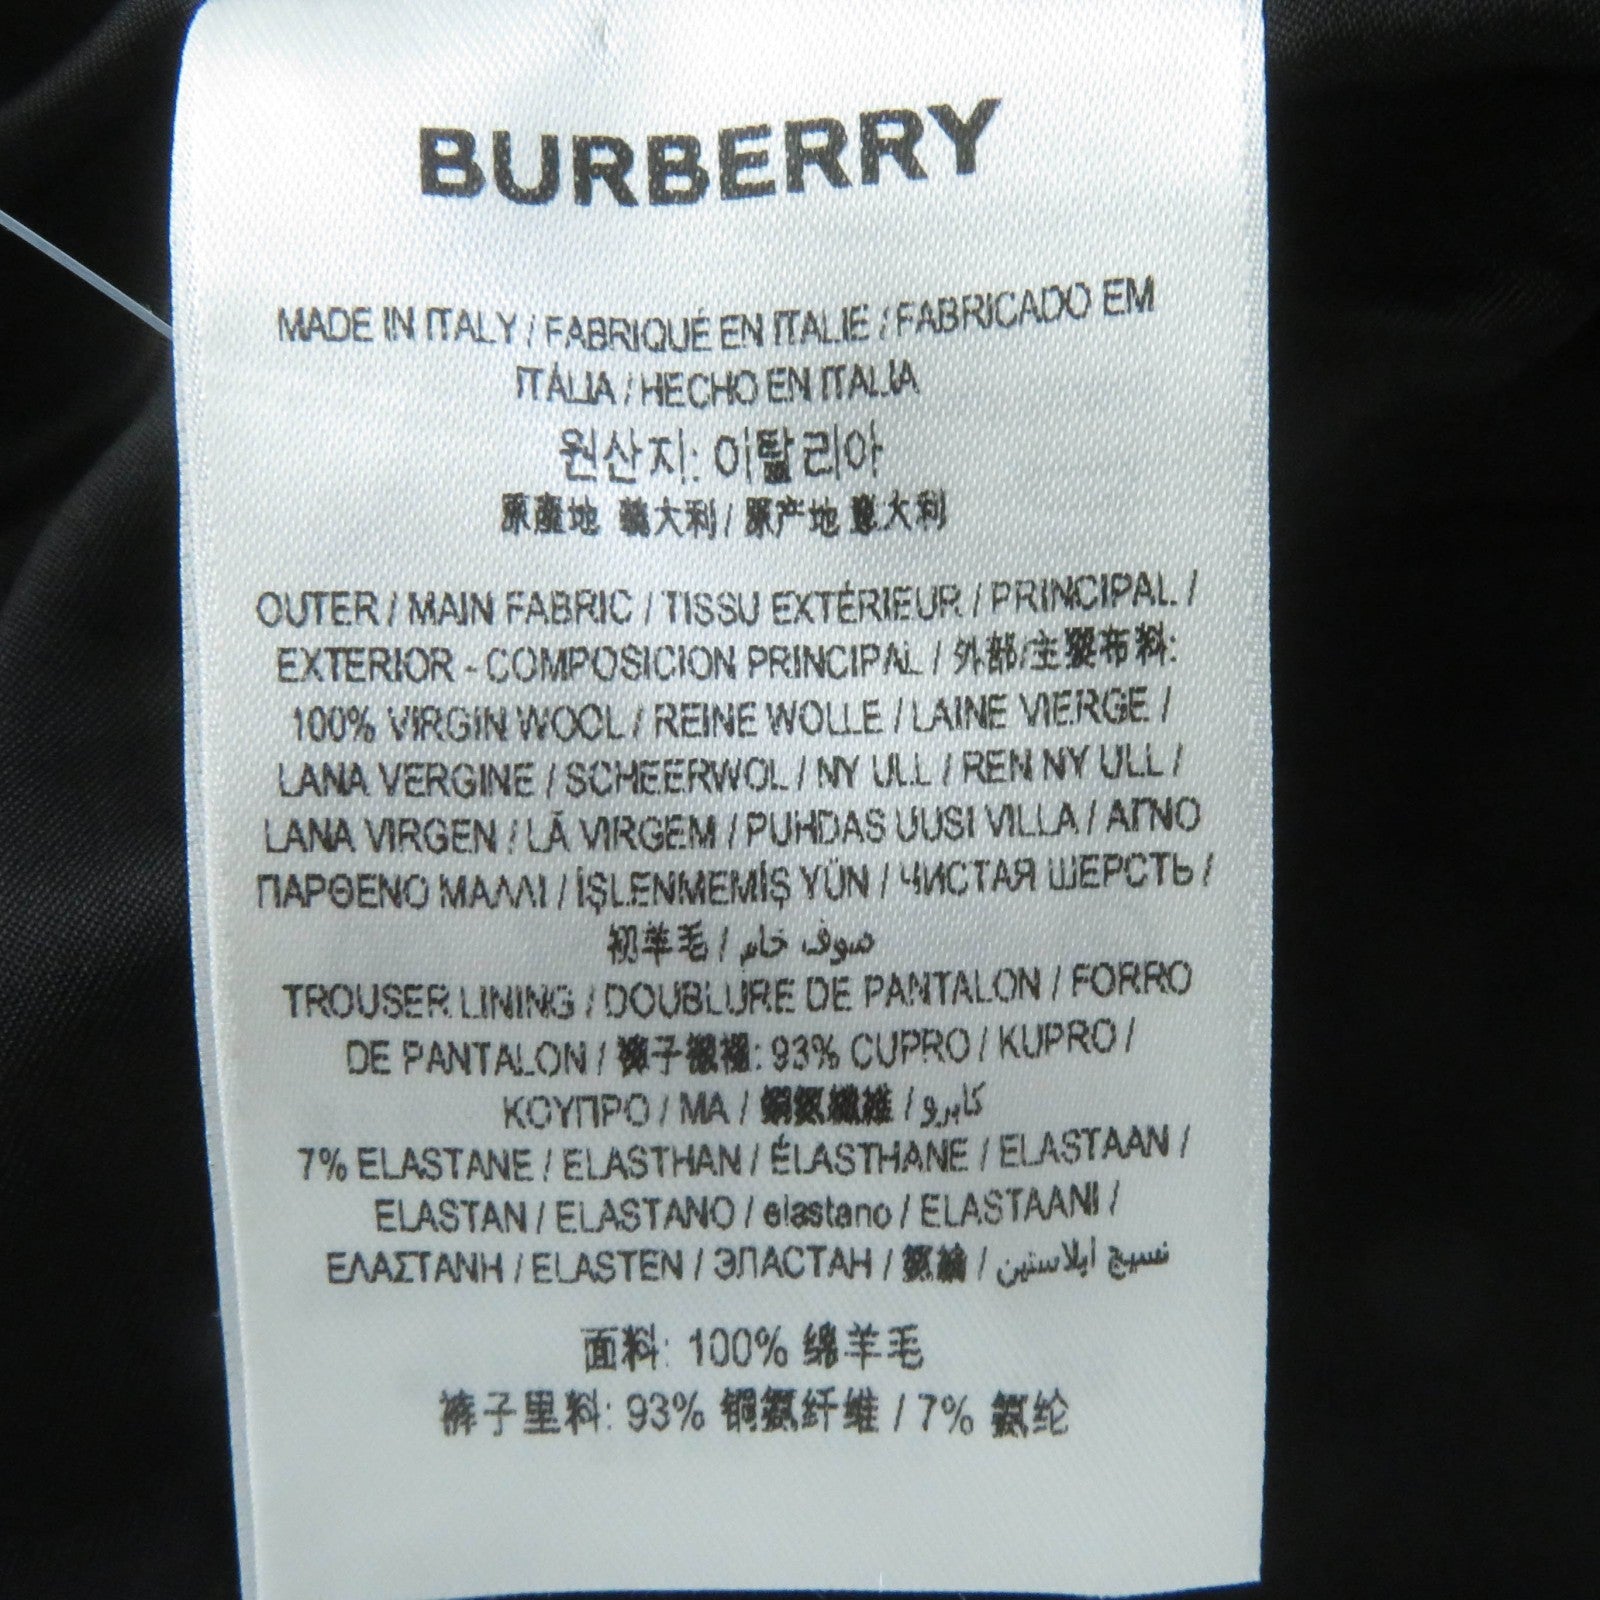 BURBERRY
MADE IN ITALY / FABRIQUÉ EN ITALIE / FABRICADO EM
ITÁLIA / HECHO EN ITALIA
원산지: 이탈리아
原產地 義大利 / 原产地 意大利
OUTER / MAIN FABRIC / TISSU EXTÉRIEUR / PRINCIPAL /
EXTERIOR - COMPOSICION PRINCIPAL / 外部/主要布料:
100% VIRGIN WOOL / REINE WOLLE / LAINE VIERGE /
LANA VERGINE / SCHEERWOL / NY ULL / REN NY ULL /
LANA VIRGEN / LÃ VIRGEM / PUHDAS UUSI VILLA / ΑΓΝΟ
ΠΑΡΘΕΝΟ ΜΑΛΛΙ / İŞLENMEMİŞ YÜN / ЧИСТАЯ ШЕРСТЬ /
初羊毛 / صوف خام
TROUSER LINING / DOUBLURE DE PANTALON / FORRO
DE PANTALON / 褲子襯裡: 93% CUPRO / KUPRO /
ΚΟΥΠΡΟ / MA / 銅氨纖維 / كابرو
7% ELASTANE / ELASTHAN / ÉLASTHANE / ELASTAAN /
ELASTAN / ELASTANO / elastano / ELASTAANI /
ΕΛΑΣΤΑΝΗ / ELASTEN / ЭЛАСТАН / 氨綸 / نسيج ايلاستين
面料: 100% 绵羊毛
裤子里料: 93% 铜氨纤维 / 7% 氨纶